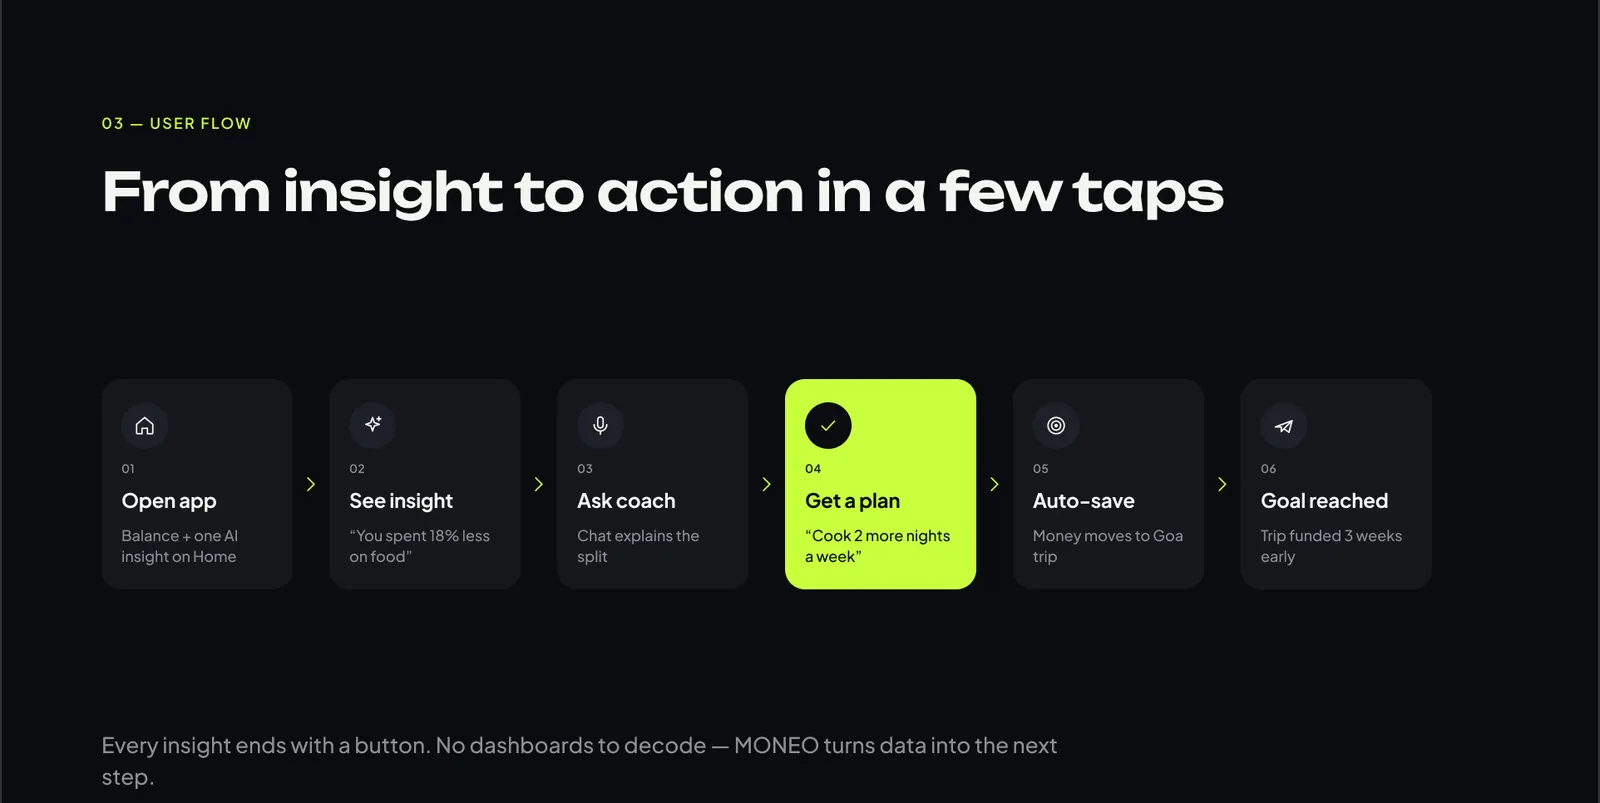 03 — USER FLOW
From insight to action in a few taps
01
Open app
Balance + one AI
insight on Home
02
See insight
“You spent 18% less
on food”
03
Ask coach
Chat explains the
split
04
Get a plan
“Cook 2 more nights
a week”
05
Auto-save
Money moves to Goa
trip
06
Goal reached
Trip funded 3 weeks
early
Every insight ends with a button. No dashboards to decode — MONEO turns data into the next
step.